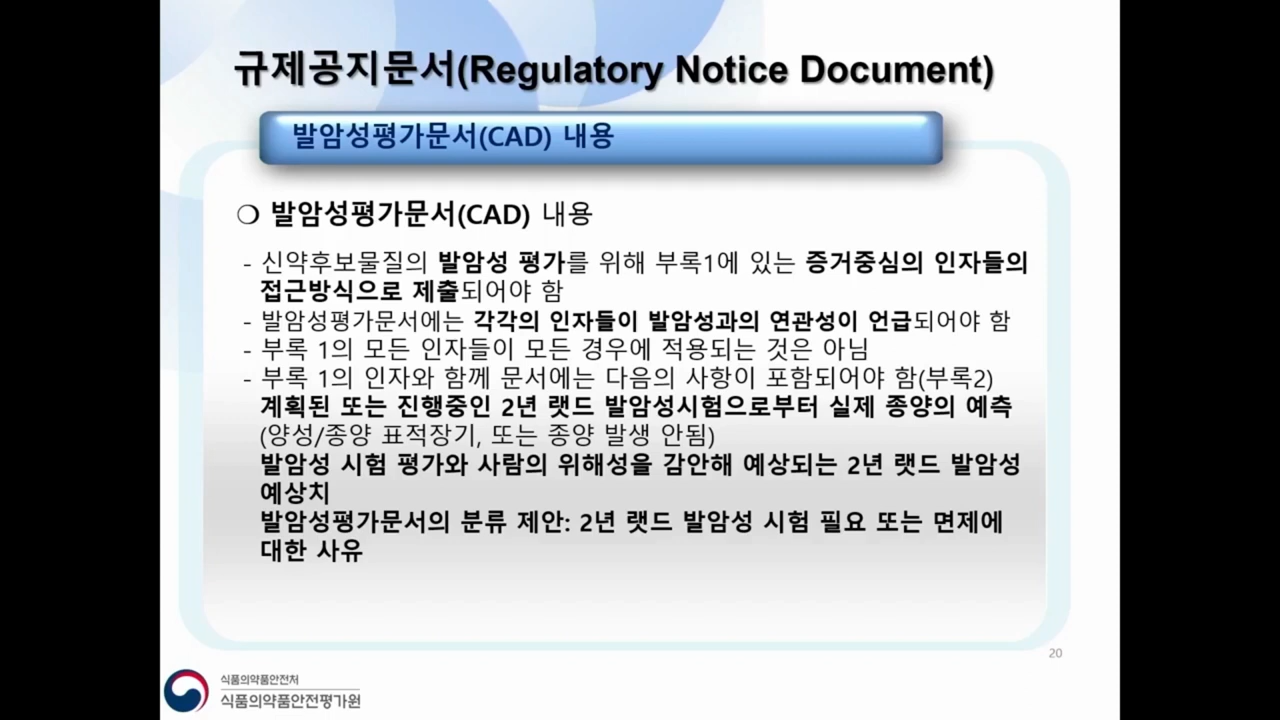 규제공지문서(Regulatory Notice Document)
발암성평가문서(CAD) 내용
❍ 발암성평가문서(CAD) 내용
- 신약후보물질의 발암성 평가를 위해 부록1에 있는 증거중심의 인자들의
접근방식으로 제출되어야 함
- 발암성평가문서에는 각각의 인자들이 발암성과의 연관성이 언급되어야 함
- 부록 1의 모든 인자들이 모든 경우에 적용되는 것은 아님
- 부록 1의 인자와 함께 문서에는 다음의 사항이 포함되어야 함(부록2)
계획된 또는 진행중인 2년 랫드 발암성시험으로부터 실제 종양의 예측
(양성/종양 표적장기, 또는 종양 발생 안됨)
발암성 시험 평가와 사람의 위해성을 감안해 예상되는 2년 랫드 발암성
예상치
발암성평가문서의 분류 제안: 2년 랫드 발암성 시험 필요 또는 면제에
대한 사유
20
식품의약품안전처
식품의약품안전평가원